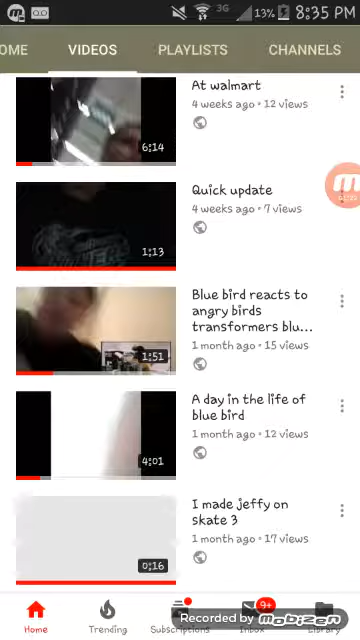 3G 13% 8:35 PM
OME VIDEOS PLAYLISTS CHANNELS
At walmart
4 weeks ago • 12 views
6:14
Quick update
4 weeks ago • 7 views
1:13
Blue bird reacts to
angry birds
transformers blu...
1 month ago • 15 views
1:51
A day in the life of
blue bird
1 month ago • 12 views
4:01
I made jeffy on
skate 3
1 month ago • 17 views
0:16
9+
Home Trending Subscriptions Inbox Library
Recorded by mobizen